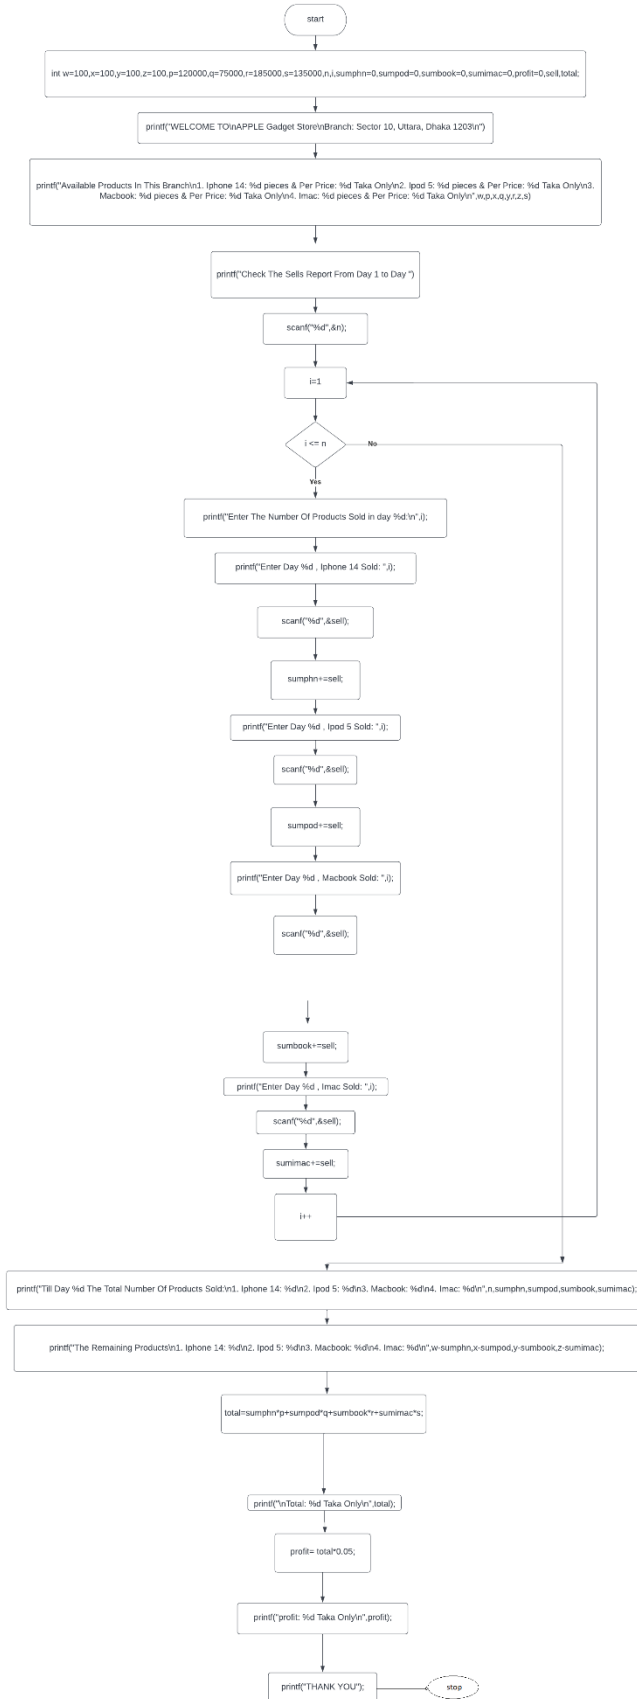 start
int w=100,x=100,y=100,z=100,p=120000,q=75000,r=185000,s=135000,n,i,sumphn=0,sumpod=0,sumbook=0,sumimac=0,profit=0,sell,total;
printf("WELCOME TO\nAPPLE Gadget Store\nBranch: Sector 10, Uttara, Dhaka 1203\n")
printf("Available Products In This Branch\n1. Iphone 14: %d pieces & Per Price: %d Taka Only\n2. Ipod 5: %d pieces & Per Price: %d Taka Only\n3.
Macbook: %d pieces & Per Price: %d Taka Only\n4. Imac: %d pieces & Per Price: %d Taka Only\n",w,p,x,q,y,r,z,s)
printf("Check The Sells Report From Day 1 to Day ")
scanf("%d",&n);
i=1
i <= n
No
Yes
printf("Enter The Number Of Products Sold in day %d:\n",i);
printf("Enter Day %d , Iphone 14 Sold: ",i);
scanf("%d",&sell);
sumphn+=sell;
printf("Enter Day %d , Ipod 5 Sold: ",i);
scanf("%d",&sell);
sumpod+=sell;
printf("Enter Day %d , Macbook Sold: ",i);
scanf("%d",&sell);
sumbook+=sell;
printf("Enter Day %d , Imac Sold: ",i);
scanf("%d",&sell);
sumimac+=sell;
i++
printf("Till Day %d The Total Number Of Products Sold:\n1. Iphone 14: %d\n2. Ipod 5: %d\n3. Macbook: %d\n4. Imac: %d\n",n,sumphn,sumpod,sumbook,sumimac);
printf("The Remaining Products\n1. Iphone 14: %d\n2. Ipod 5: %d\n3. Macbook: %d\n4. Imac: %d\n",w-sumphn,x-sumpod,y-sumbook,z-sumimac);
total=sumphn*p+sumpod*q+sumbook*r+sumimac*s;
printf("\nTotal: %d Taka Only\n",total);
profit= total*0.05;
printf("profit: %d Taka Only\n",profit);
printf("THANK YOU");
stop